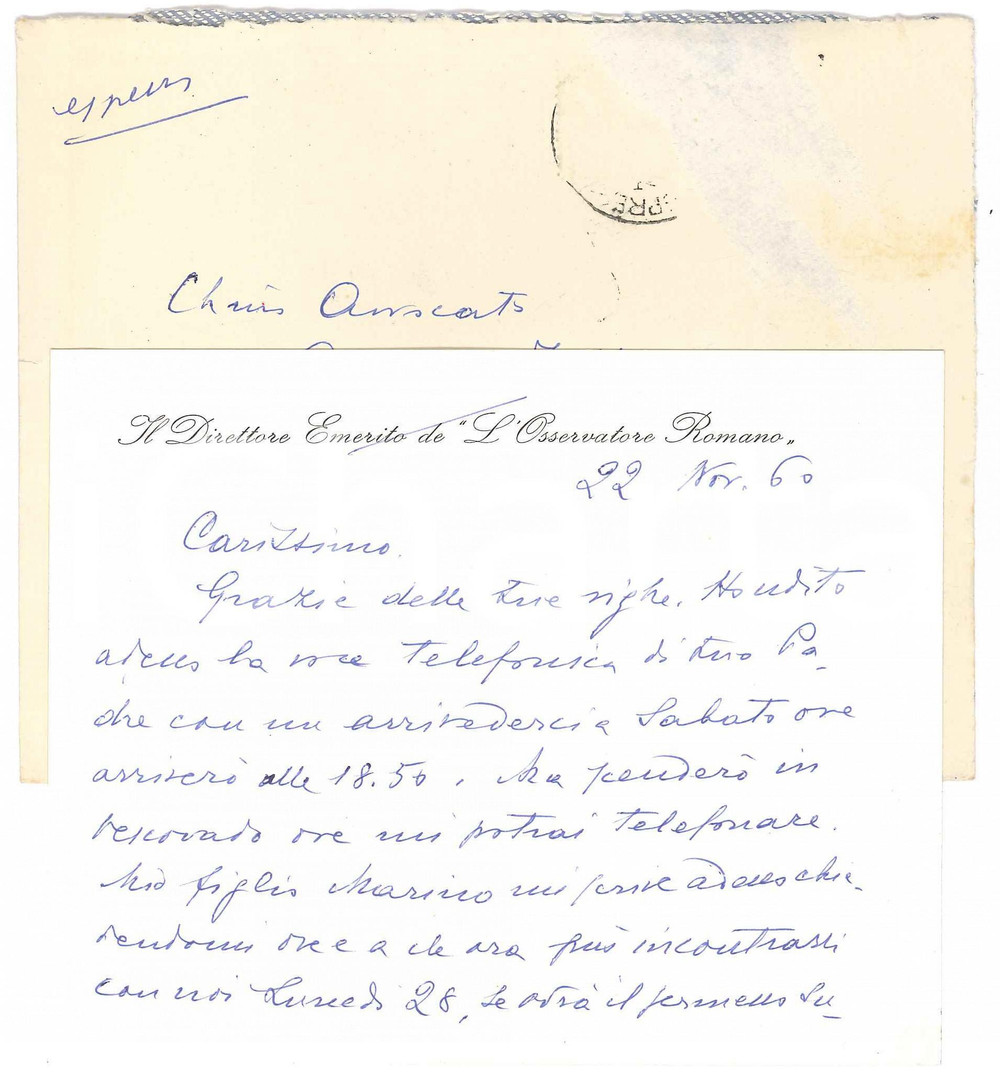 espresso
ESPRE
Chiar.mo Avvocato
Il Direttore Emerito de "L'Osservatore Romano„
22 Nov. 60
Carissimo.
Grazie delle tue righe. Ho udito
adesso la voce telefonica di tuo Pa-
dre con un arrivederci a Sabato ove
arriverò alle 18.50. Ma scenderò in
vescovado ove mi potrai telefonare.
Mio figlio Marino mi scrive adesso chie-
dendomi ove e a che ora può incontrarsi
con noi Lunedì 28, se avrà il permesso su-